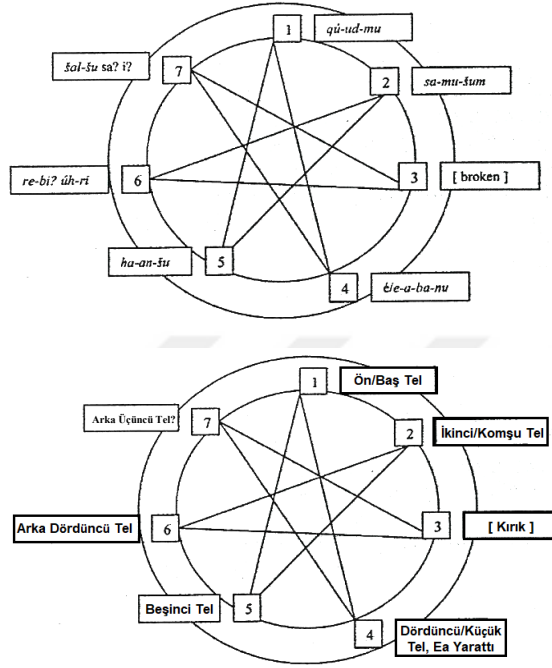 1
qú-ud-mu
2
sa-mu-šum
3
[ broken ]
4
é/e-a-ba-nu
5
ha-an-šu
6
re-bi? úh-ri
7
šal-šu sa? i?
1
Ön/Baş Tel
2
İkinci/Komşu Tel
3
[ Kırık ]
4
Dördüncü/Küçük
Tel, Ea Yarattı
5
Beşinci Tel
6
Arka Dördüncü Tel
7
Arka Üçüncü Tel?